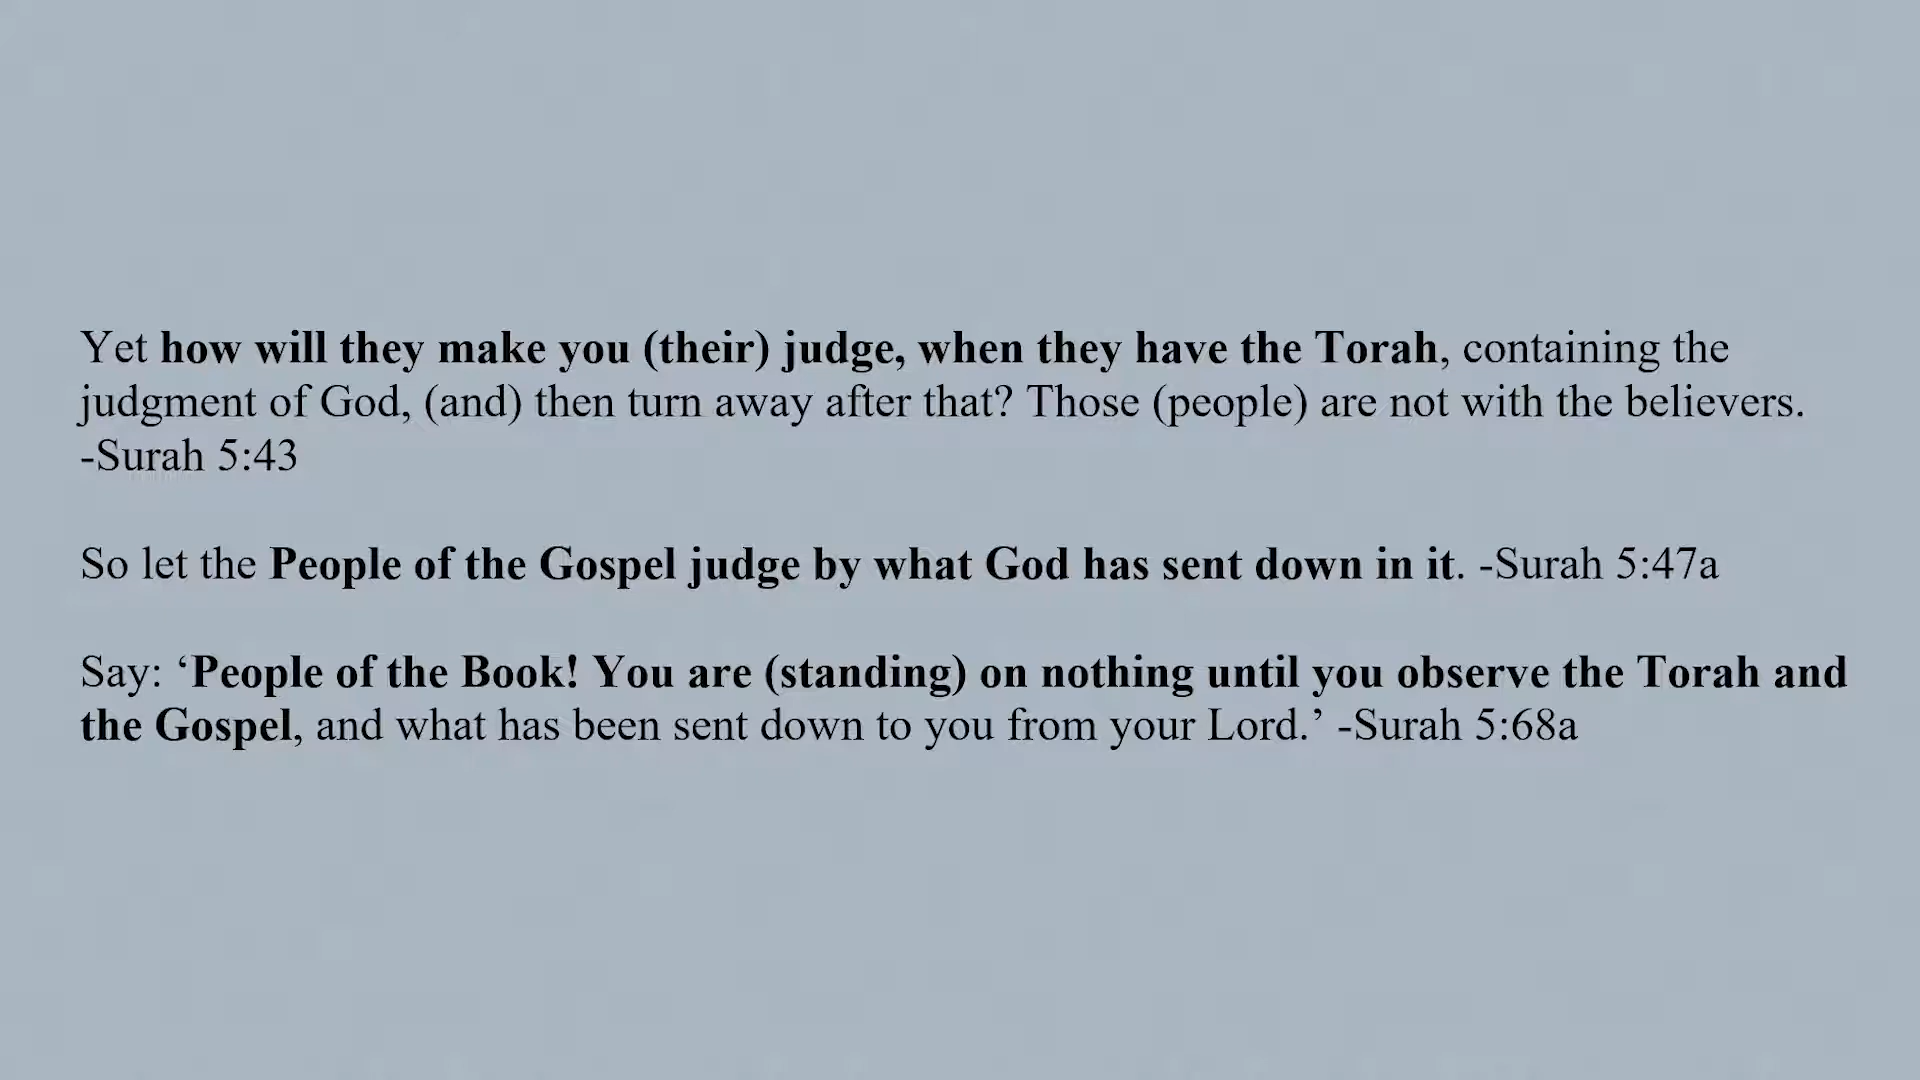 Yet how will they make you (their) judge, when they have the Torah, containing the
judgment of God, (and) then turn away after that? Those (people) are not with the believers.
-Surah 5:43
So let the People of the Gospel judge by what God has sent down in it. -Surah 5:47a
Say: ‘People of the Book! You are (standing) on nothing until you observe the Torah and
the Gospel, and what has been sent down to you from your Lord.’ -Surah 5:68a